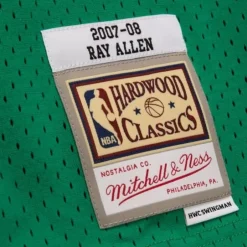 2007-08
RAY ALLEN
NBA
HARDWOOD
CLASSICS
NOSTALGIA CO.
Mitchell & Ness
PHILADELPHIA, PA.
HWC SWINGMAN